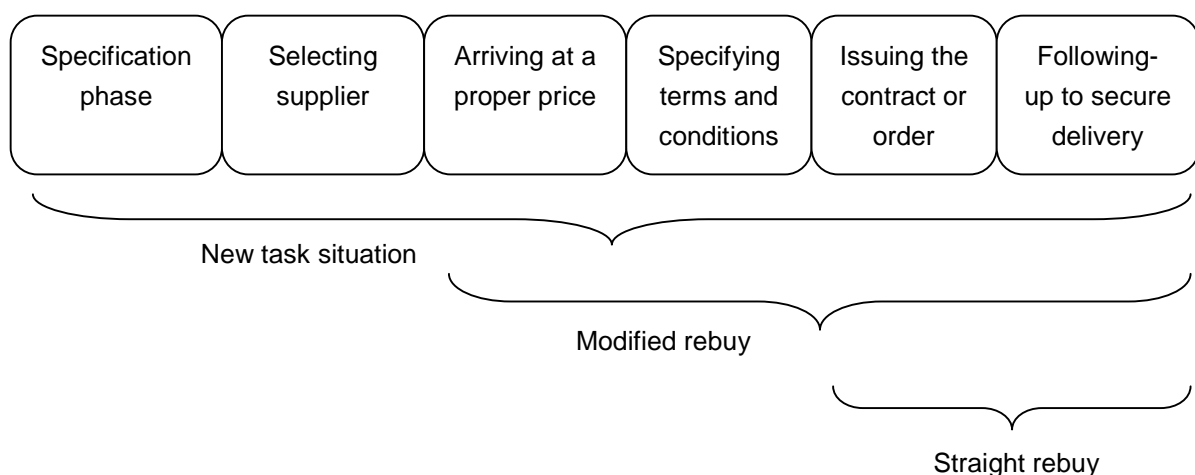 Specification
phase
Selecting
supplier
Arriving at a
proper price
Specifying
terms and
conditions
Issuing the
contract or
order
Following-
up to secure
delivery
New task situation
Modified rebuy
Straight rebuy